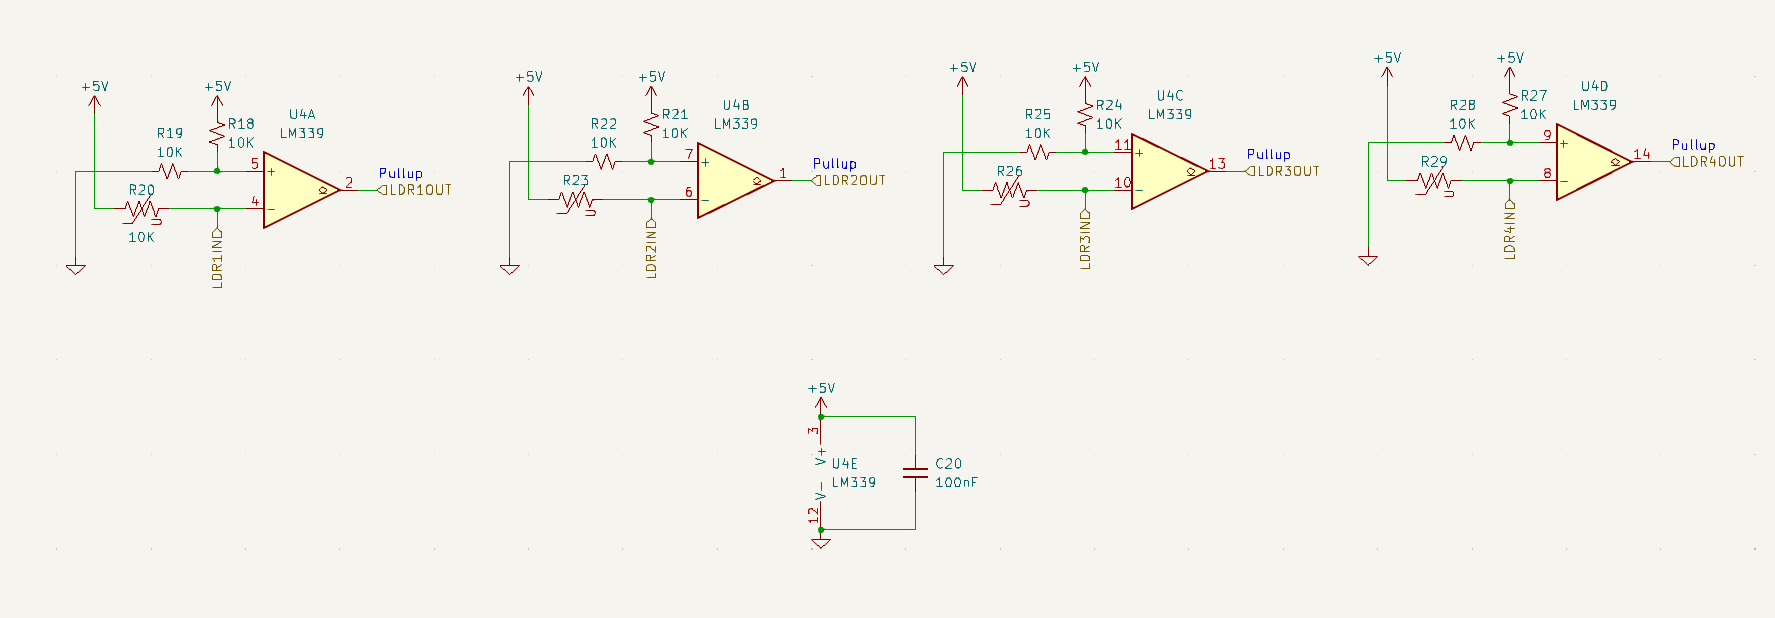 +5V
+5V
U4A
LM339
R19
10K
R18
10K
5
+
R20
10K
4
−
2
Pullup
LDR1OUT
LDR1IN
+5V
+5V
U4B
LM339
R22
10K
R21
10K
7
+
R23
6
−
1
Pullup
LDR2OUT
LDR2IN
+5V
+5V
U4C
LM339
R25
10K
R24
10K
11
+
R26
10
−
13
Pullup
LDR3OUT
LDR3IN
+5V
+5V
U4D
LM339
R28
10K
R27
10K
9
+
R29
8
−
14
Pullup
LDR4OUT
LDR4IN
+5V
3
V+
U4E
LM339
V−
12
C20
100nF